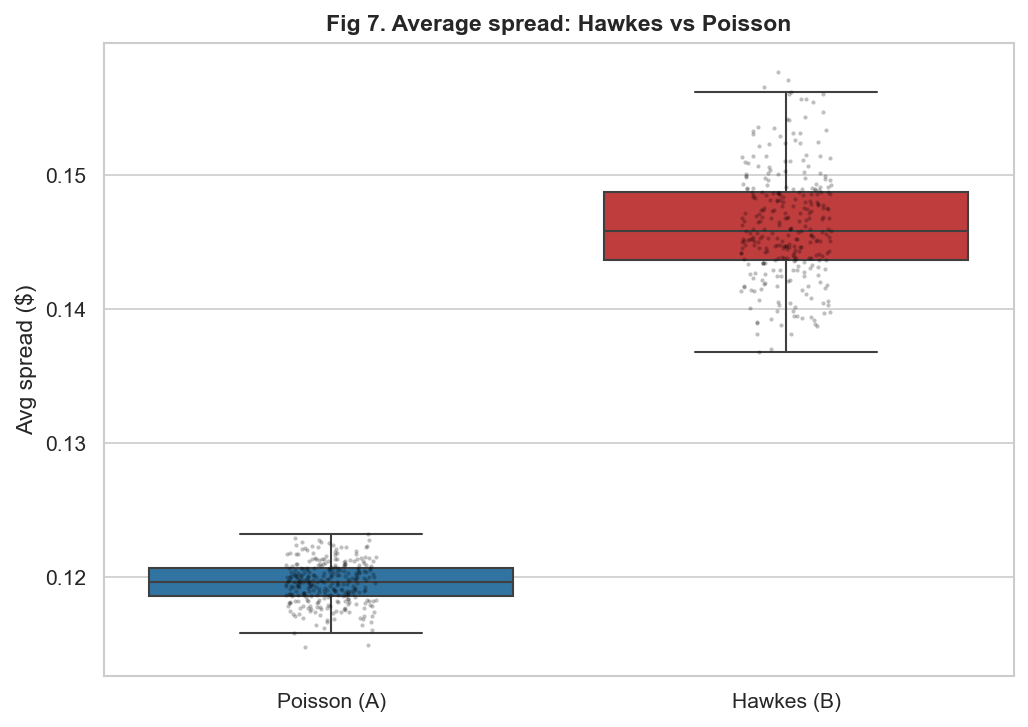 Fig 7. Average spread: Hawkes vs Poisson
Avg spread ($)
0.15
0.14
0.13
0.12
Poisson (A)
Hawkes (B)